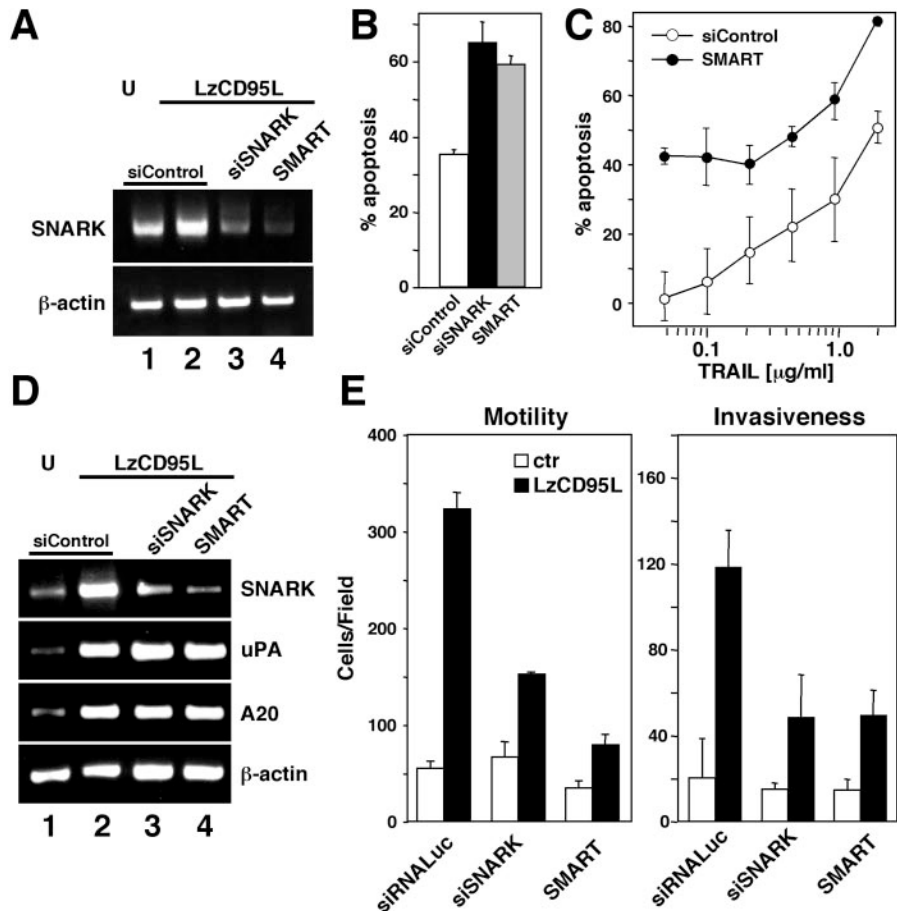 A
U
LzCD95L
siControl
siSNARK
SMART
SNARK
β-actin
1 2 3 4
B
% apoptosis
60
40
20
0
siControl
siSNARK
SMART
C
siControl
SMART
% apoptosis
80
60
40
20
0
0.1 1.0
TRAIL [µg/ml]
D
U
LzCD95L
siControl
siSNARK
SMART
SNARK
uPA
A20
β-actin
1 2 3 4
E
Motility
ctr
LzCD95L
Cells/Field
400
300
200
100
0
siRNALuc
siSNARK
SMART
Invasiveness
160
120
80
40
0
siRNALuc
siSNARK
SMART